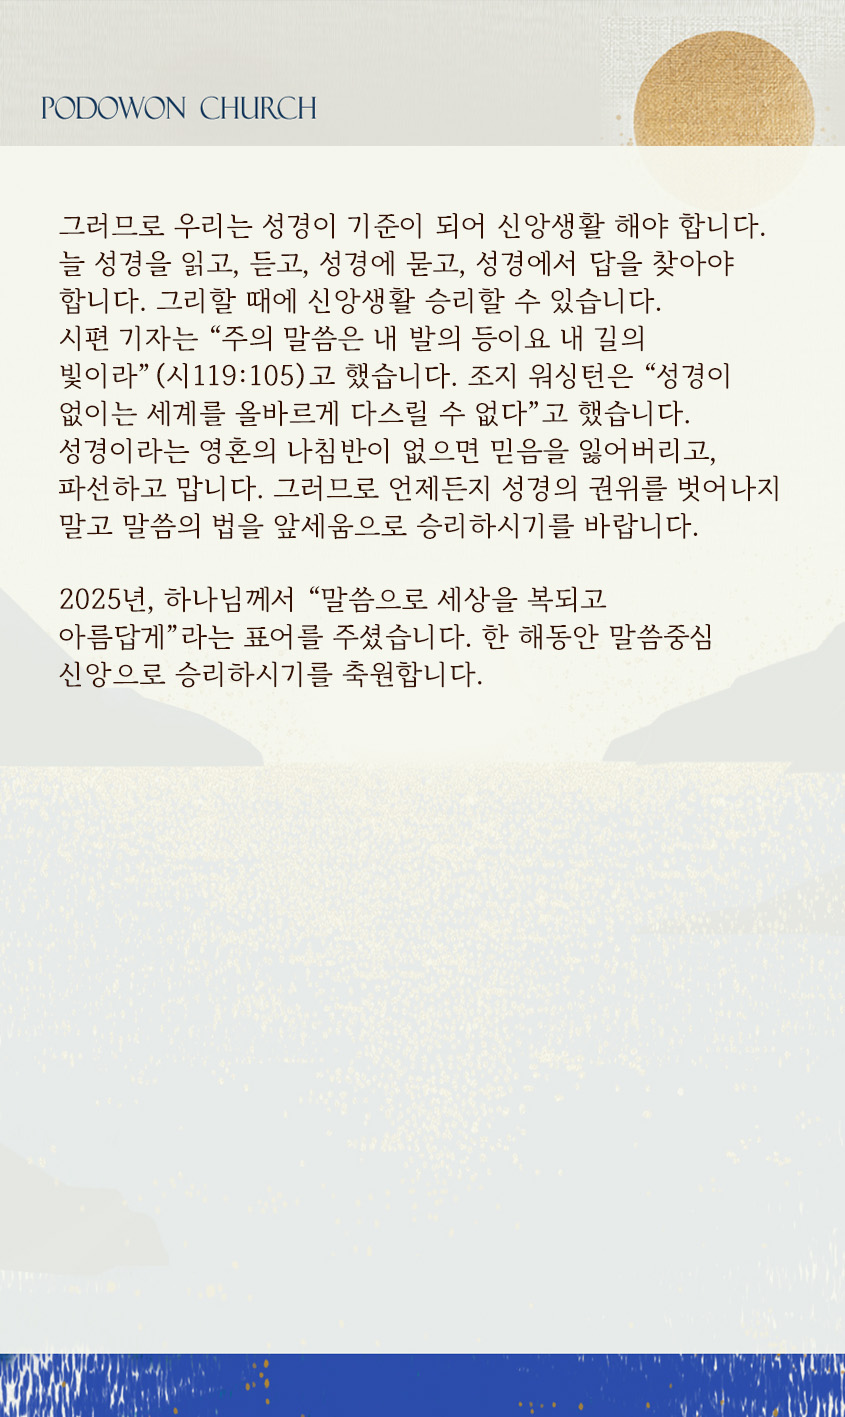 PODOWON CHURCH
그러므로 우리는 성경이 기준이 되어 신앙생활 해야 합니다.
늘 성경을 읽고, 듣고, 성경에 묻고, 성경에서 답을 찾아야
합니다. 그리할 때에 신앙생활 승리할 수 있습니다.
시편 기자는 “주의 말씀은 내 발의 등이요 내 길의
빛이라” (시119:105)고 했습니다. 조지 워싱턴은 “성경이
없이는 세계를 올바르게 다스릴 수 없다”고 했습니다.
성경이라는 영혼의 나침반이 없으면 믿음을 잃어버리고,
파선하고 맙니다. 그러므로 언제든지 성경의 권위를 벗어나지
말고 말씀의 법을 앞세움으로 승리하시기를 바랍니다.
2025년, 하나님께서 “말씀으로 세상을 복되고
아름답게”라는 표어를 주셨습니다. 한 해동안 말씀중심
신앙으로 승리하시기를 축원합니다.